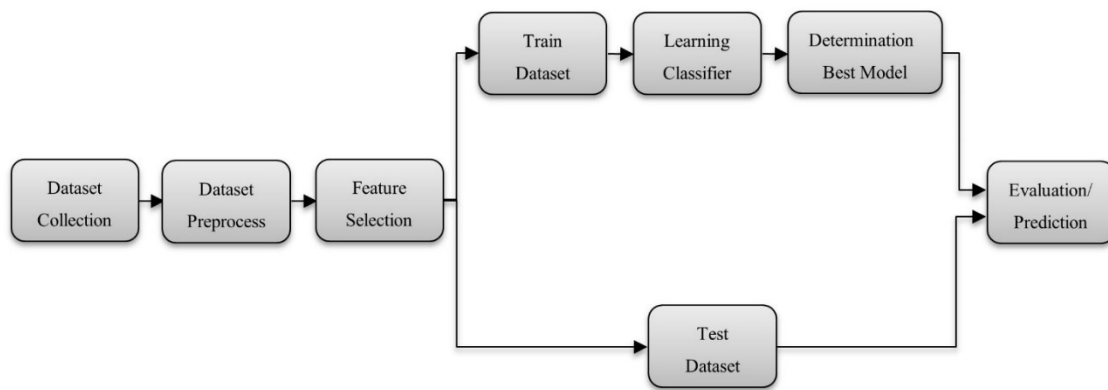 Train
Dataset
Learning
Classifier
Determination
Best Model
Dataset
Collection
Dataset
Preprocess
Feature
Selection
Evaluation/
Prediction
Test
Dataset